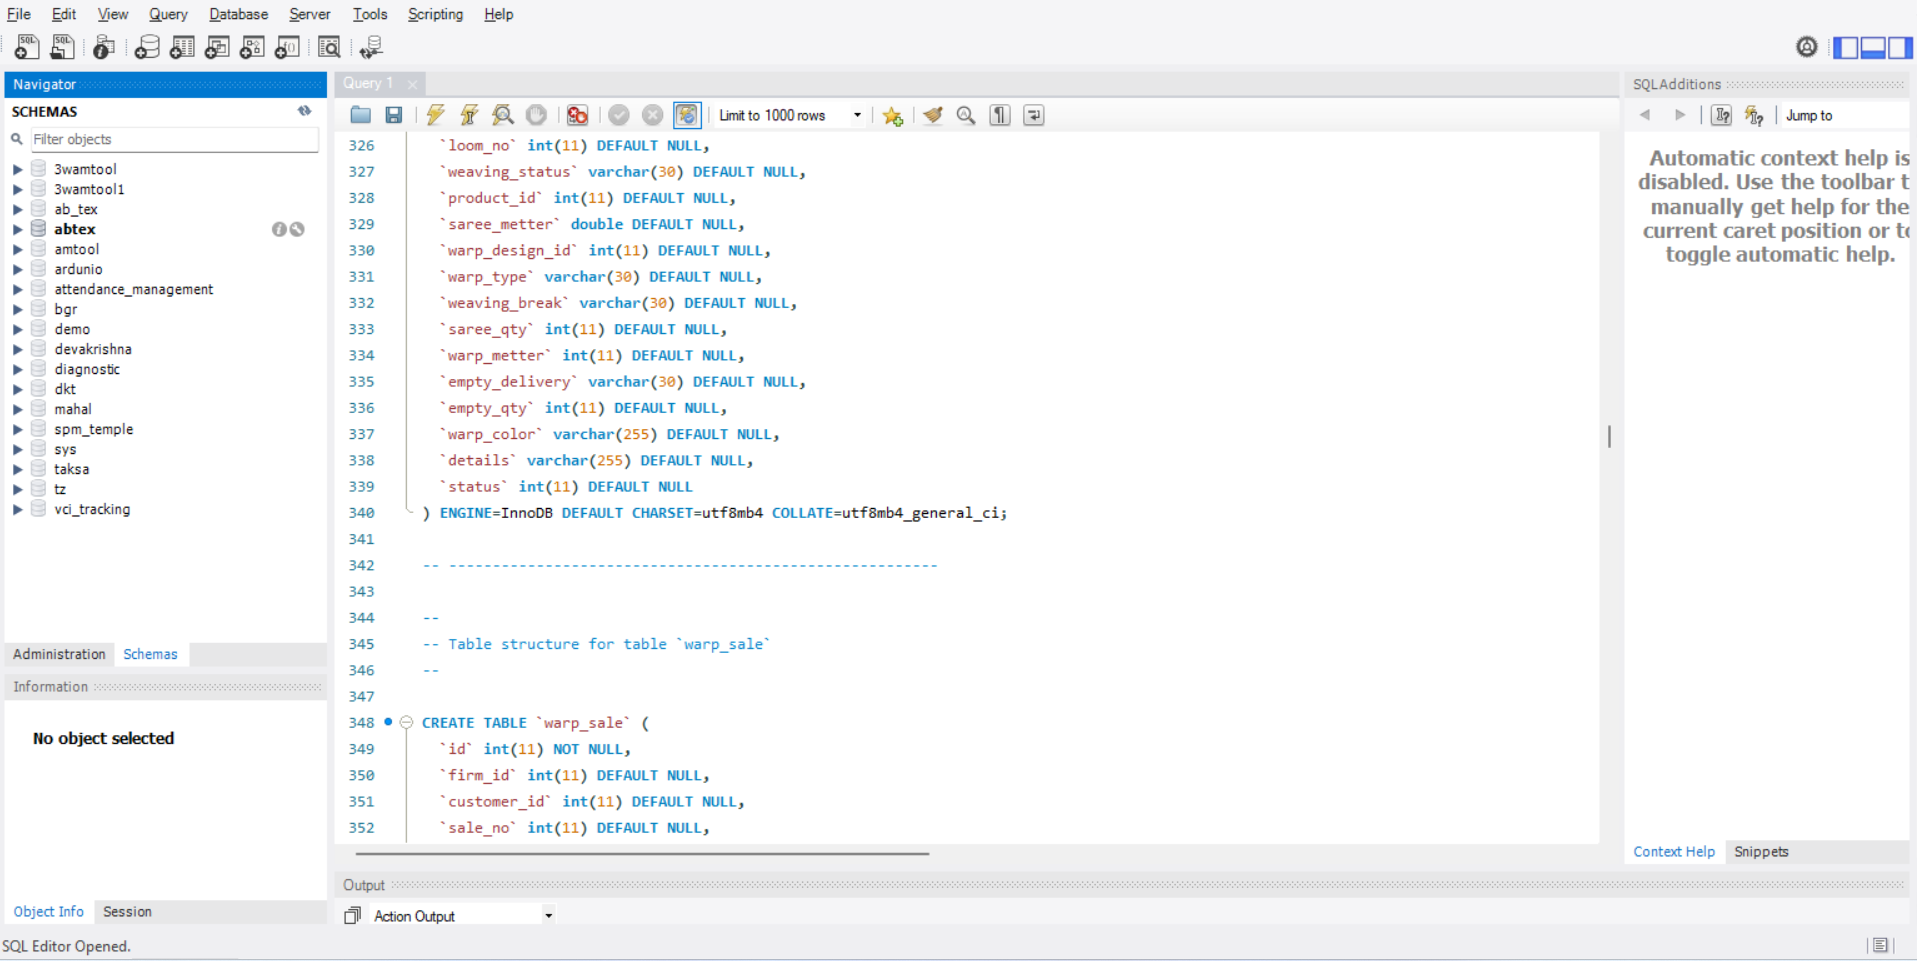 File Edit View Query Database Server Tools Scripting Help
Navigator
SCHEMAS
Filter objects
3wamtool
3wamtool1
ab_tex
abtex
amtool
ardunio
attendance_management
bgr
demo
devakrishna
diagnostic
dkt
mahal
spm_temple
sys
taksa
tz
vci_tracking
Administration Schemas
Information
No object selected
Object Info Session
Query 1
Limit to 1000 rows
326 `loom_no` int(11) DEFAULT NULL,
327 `weaving_status` varchar(30) DEFAULT NULL,
328 `product_id` int(11) DEFAULT NULL,
329 `saree_metter` double DEFAULT NULL,
330 `warp_design_id` int(11) DEFAULT NULL,
331 `warp_type` varchar(30) DEFAULT NULL,
332 `weaving_break` varchar(30) DEFAULT NULL,
333 `saree_qty` int(11) DEFAULT NULL,
334 `warp_metter` int(11) DEFAULT NULL,
335 `empty_delivery` varchar(30) DEFAULT NULL,
336 `empty_qty` int(11) DEFAULT NULL,
337 `warp_color` varchar(255) DEFAULT NULL,
338 `details` varchar(255) DEFAULT NULL,
339 `status` int(11) DEFAULT NULL
340 ) ENGINE=InnoDB DEFAULT CHARSET=utf8mb4 COLLATE=utf8mb4_general_ci;
341
342 -- --------------------------------------------------------
343
344 --
345 -- Table structure for table `warp_sale`
346 --
347
348 CREATE TABLE `warp_sale` (
349 `id` int(11) NOT NULL,
350 `firm_id` int(11) DEFAULT NULL,
351 `customer_id` int(11) DEFAULT NULL,
352 `sale_no` int(11) DEFAULT NULL,
Output
Action Output
SQLAdditions
Jump to
Automatic context help is
disabled. Use the toolbar t
manually get help for the
current caret position or to
toggle automatic help.
Context Help Snippets
SQL Editor Opened.